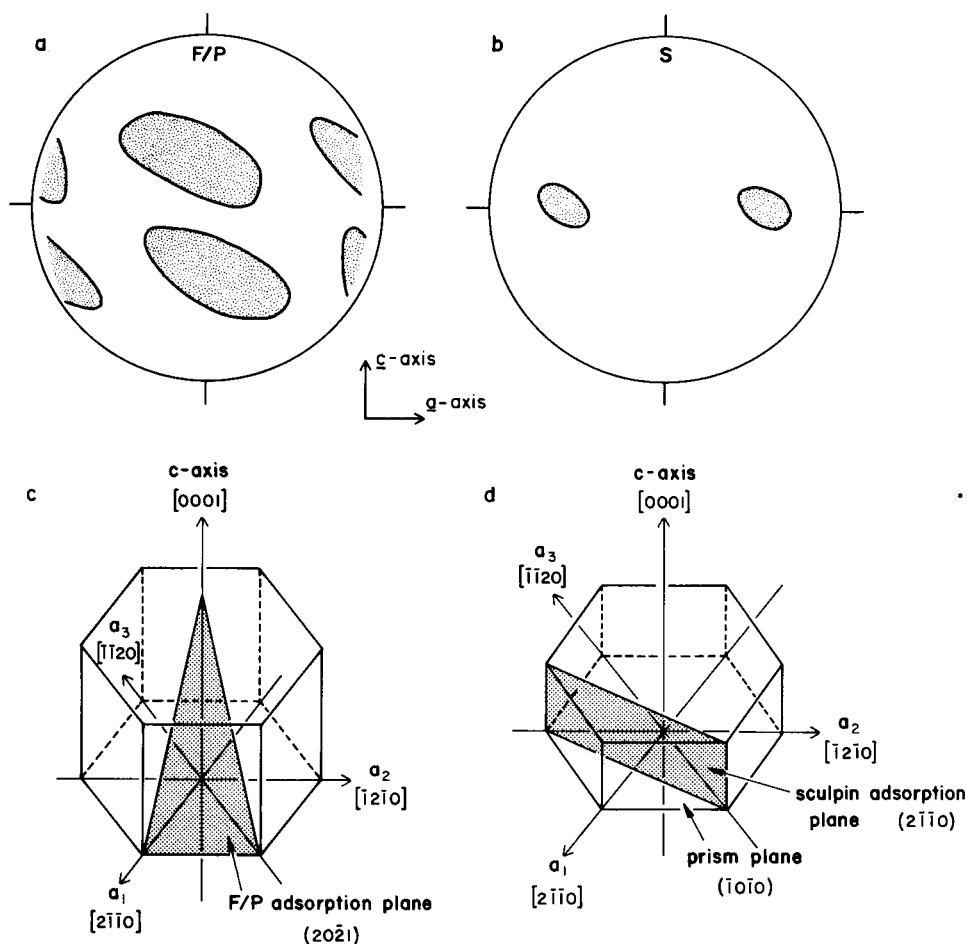 a
F/P
b
S
c-axis
a-axis
c
c-axis
[0001]
a₃
[1̄1̄20]
a₂
[1̄21̄0]
a₁
[21̄1̄0]
F/P adsorption plane
(202̄1)
d
c-axis
[0001]
a₃
[1̄1̄20]
a₂
[1̄21̄0]
sculpin adsorption
plane (21̄1̄0)
prism plane
(1̄01̄0)
a₁
[21̄1̄0]